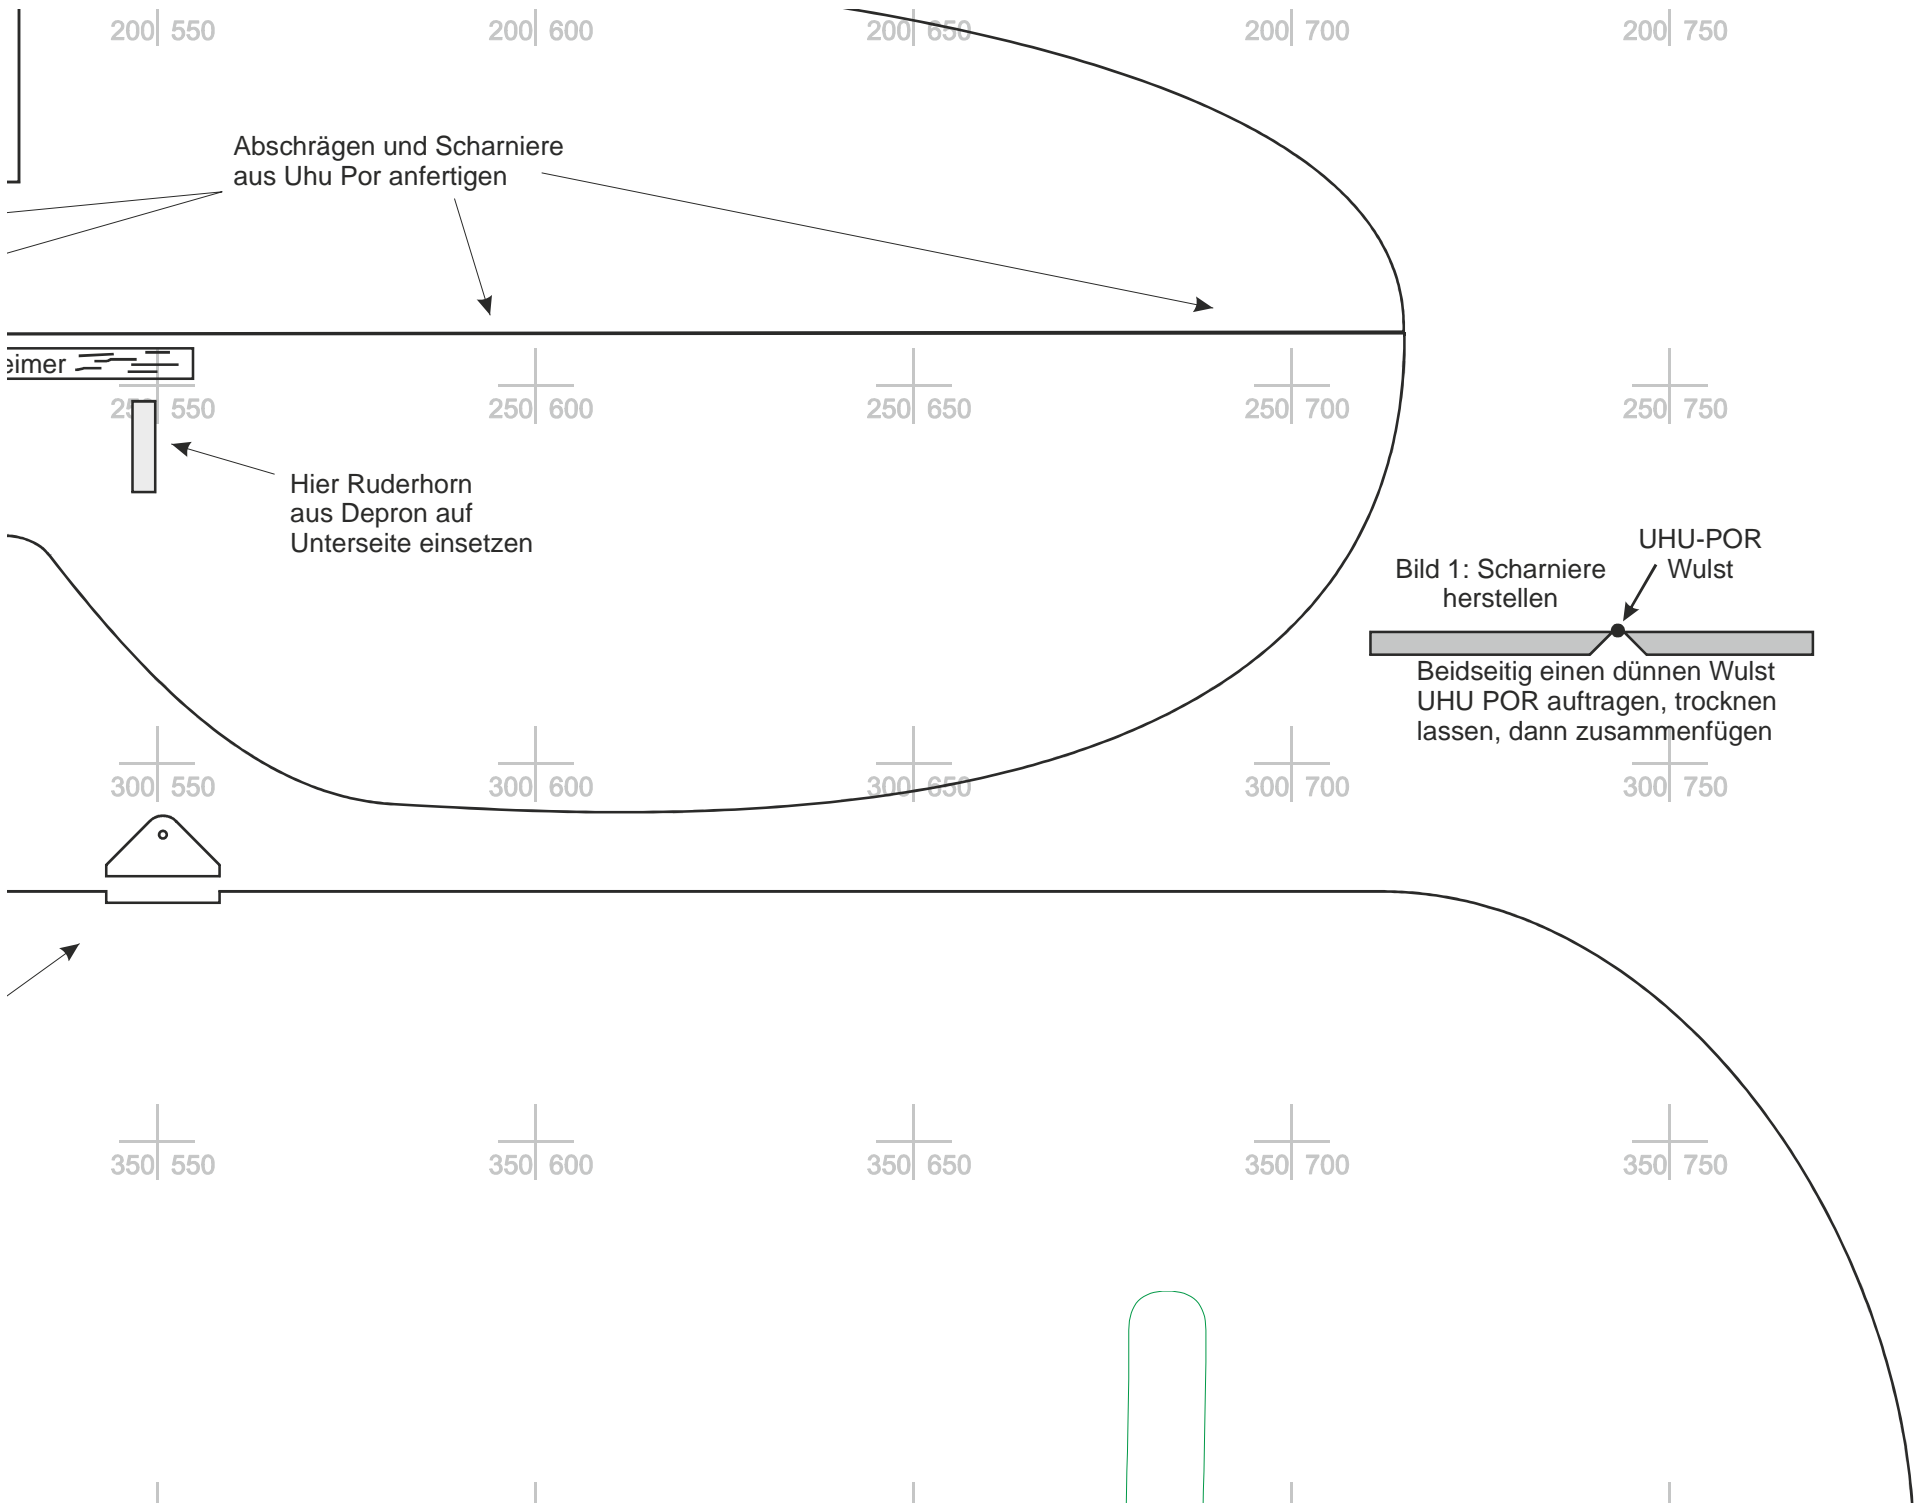 200 550
200 600
200 650
200 700
200 750
Abschrägen und Scharniere
aus Uhu Por anfertigen
eimer
250 550
250 600
250 650
250 700
250 750
Hier Ruderhorn
aus Depron auf
Unterseite einsetzen
UHU-POR
Wulst
Bild 1: Scharniere
herstellen
Beidseitig einen dünnen Wulst
UHU POR auftragen, trocknen
lassen, dann zusammenfügen
300 550
300 600
300 650
300 700
300 750
350 550
350 600
350 650
350 700
350 750